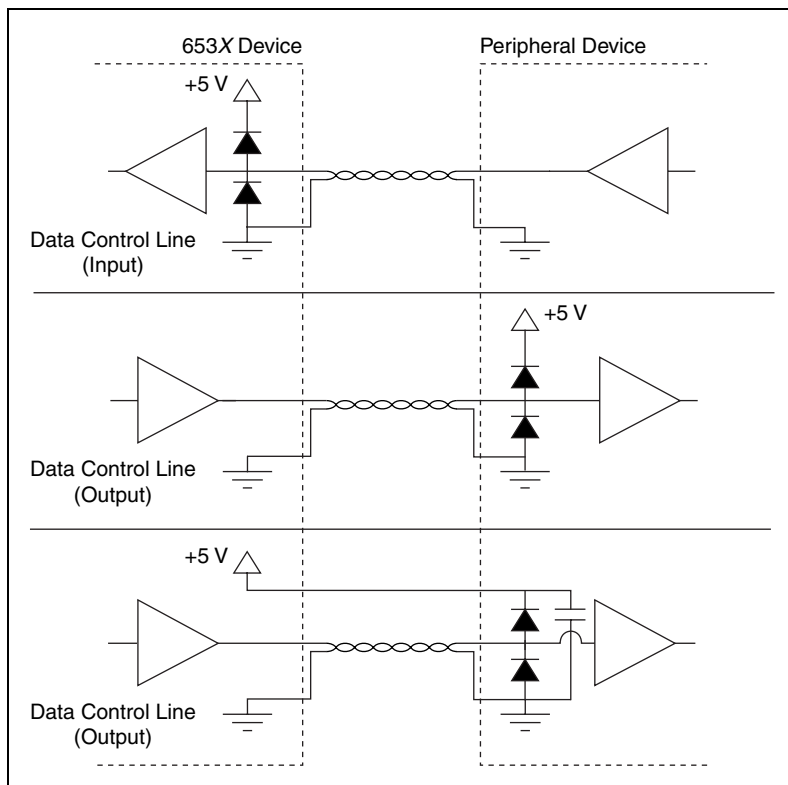 653X Device
Peripheral Device
+5 V
Data Control Line
(Input)
+5 V
Data Control Line
(Output)
+5 V
Data Control Line
(Output)